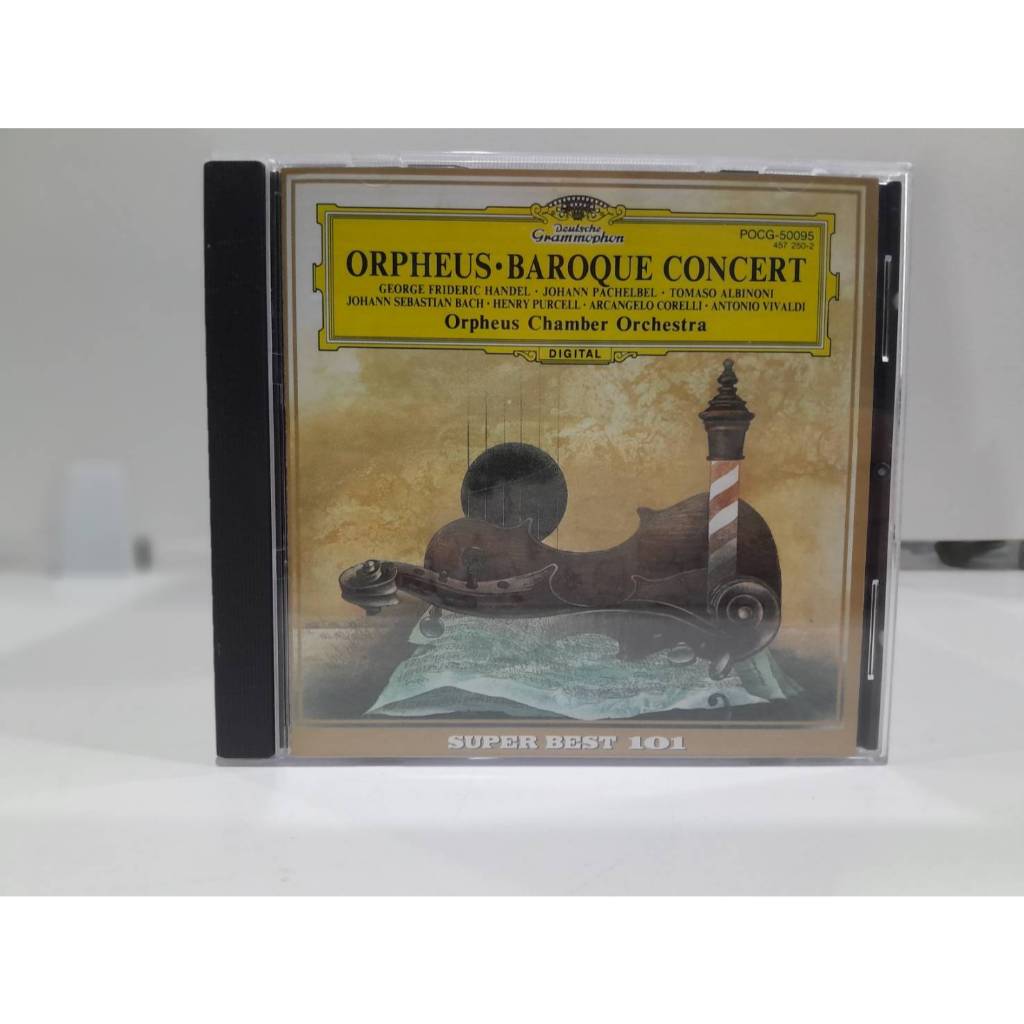 Deutsche
Grammophon
POCG-50095
457 250-2
ORPHEUS·BAROQUE CONCERT
GEORGE FRIDERIC HANDEL · JOHANN PACHELBEL · TOMASO ALBINONI
JOHANN SEBASTIAN BACH · HENRY PURCELL · ARCANGELO CORELLI · ANTONIO VIVALDI
Orpheus Chamber Orchestra
DIGITAL
SUPER BEST 101